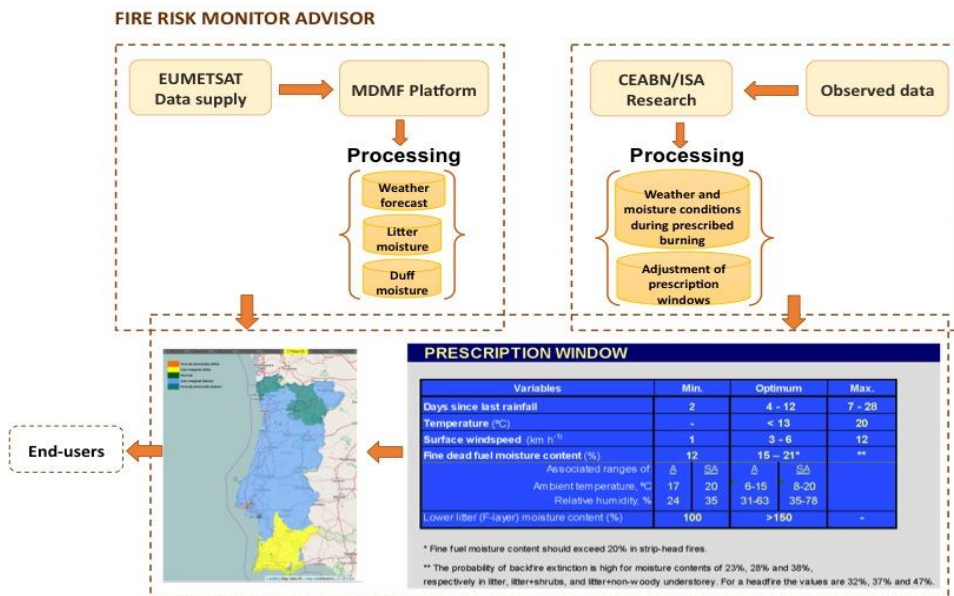 FIRE RISK MONITOR ADVISOR
EUMETSAT
Data supply
MDMF Platform
CEABN/ISA
Research
Observed data
Processing
Weather
forecast
Litter
moisture
Duff
moisture
Processing
Weather and
moisture conditions
during prescribed
burning
Adjustment of
prescription
windows
End-users
PRESCRIPTION WINDOW
Variables Min. Optimum Max.
Days since last rainfall 2 4 - 12 7 - 28
Temperature (ºC) - < 13 20
Surface windspeed (km h⁻¹) 1 3 - 6 12
Fine dead fuel moisture content (%) 12 15 – 21* **
Associated ranges of: A SA A SA
Ambient temperature, ºC 17 20 6-15 8-20
Relative humidity, % 24 35 31-63 35-78
Lower litter (F-layer) moisture content (%) 100 >150 -
* Fine fuel moisture content should exceed 20% in strip-head fires.
** The probability of backfire extinction is high for moisture contents of 23%, 28% and 38%,
respectively in litter, litter+shrubs, and litter+non-woody understorey. For a headfire the values are 32%, 37% and 47%.